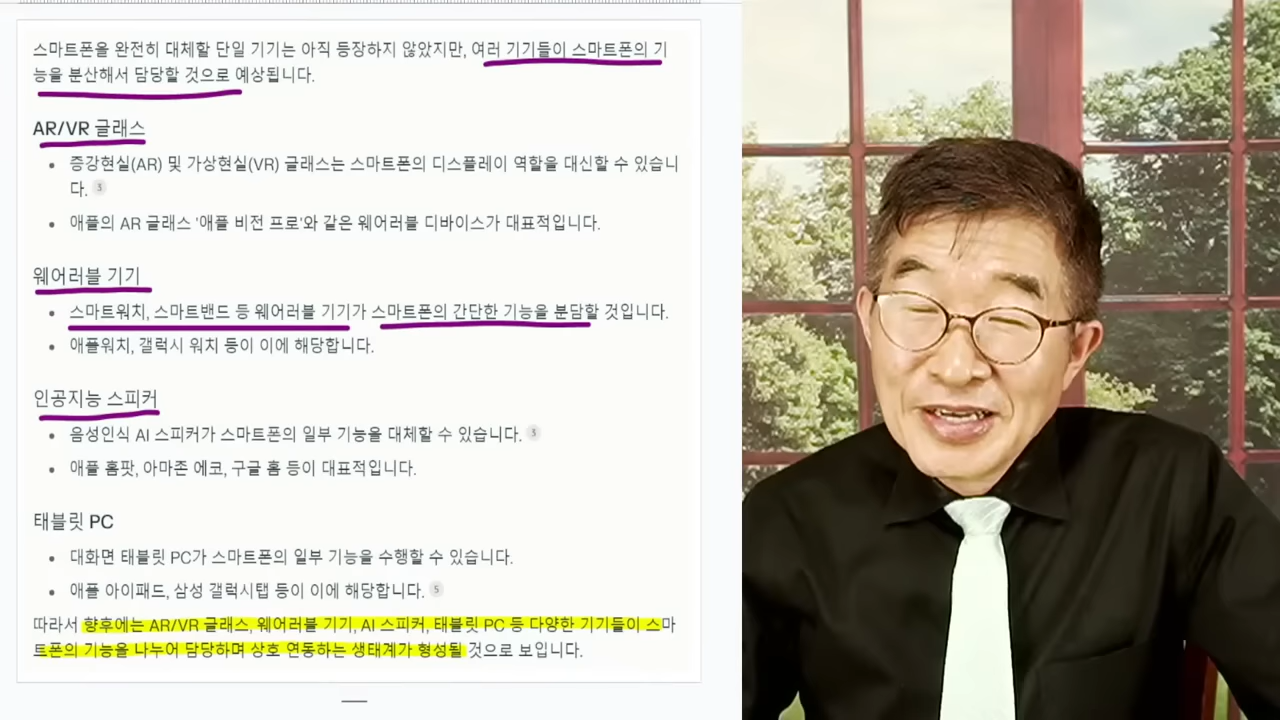 스마트폰을 완전히 대체할 단일 기기는 아직 등장하지 않았지만, 여러 기기들이 스마트폰의 기
능을 분산해서 담당할 것으로 예상됩니다.
AR/VR 글래스
• 증강현실(AR) 및 가상현실(VR) 글래스는 스마트폰의 디스플레이 역할을 대신할 수 있습니
다. 3
• 애플의 AR 글래스 '애플 비전 프로'와 같은 웨어러블 디바이스가 대표적입니다.
웨어러블 기기
• 스마트워치, 스마트밴드 등 웨어러블 기기가 스마트폰의 간단한 기능을 분담할 것입니다.
• 애플워치, 갤럭시 워치 등이 이에 해당합니다.
인공지능 스피커
• 음성인식 AI 스피커가 스마트폰의 일부 기능을 대체할 수 있습니다. 3
• 애플 홈팟, 아마존 에코, 구글 홈 등이 대표적입니다.
태블릿 PC
• 대화면 태블릿 PC가 스마트폰의 일부 기능을 수행할 수 있습니다.
• 애플 아이패드, 삼성 갤럭시탭 등이 이에 해당합니다. 5
따라서 향후에는 AR/VR 글래스, 웨어러블 기기, AI 스피커, 태블릿 PC 등 다양한 기기들이 스마
트폰의 기능을 나누어 담당하며 상호 연동하는 생태계가 형성될 것으로 보입니다.